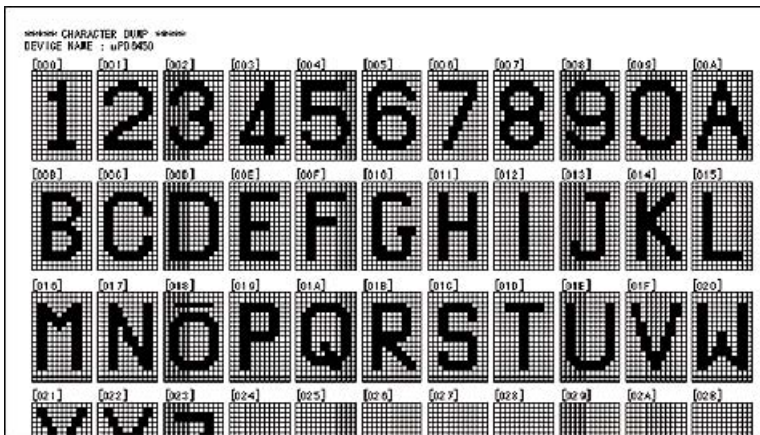 ***** CHARACTER DUMP *****
DEVICE NAME : uPD6450
[000] [001] [002] [003] [004] [005] [006] [007] [008] [009] [00A]
1 2 3 4 5 6 7 8 9 0 A
[00B] [00C] [00D] [00E] [00F] [010] [011] [012] [013] [014] [015]
B C D E F G H I J K L
[016] [017] [018] [019] [01A] [01B] [01C] [01D] [01E] [01F] [020]
M N Ō P Q R S T U V W
[021] [022] [023] [024] [025] [026] [027] [028] [029] [02A] [02B]